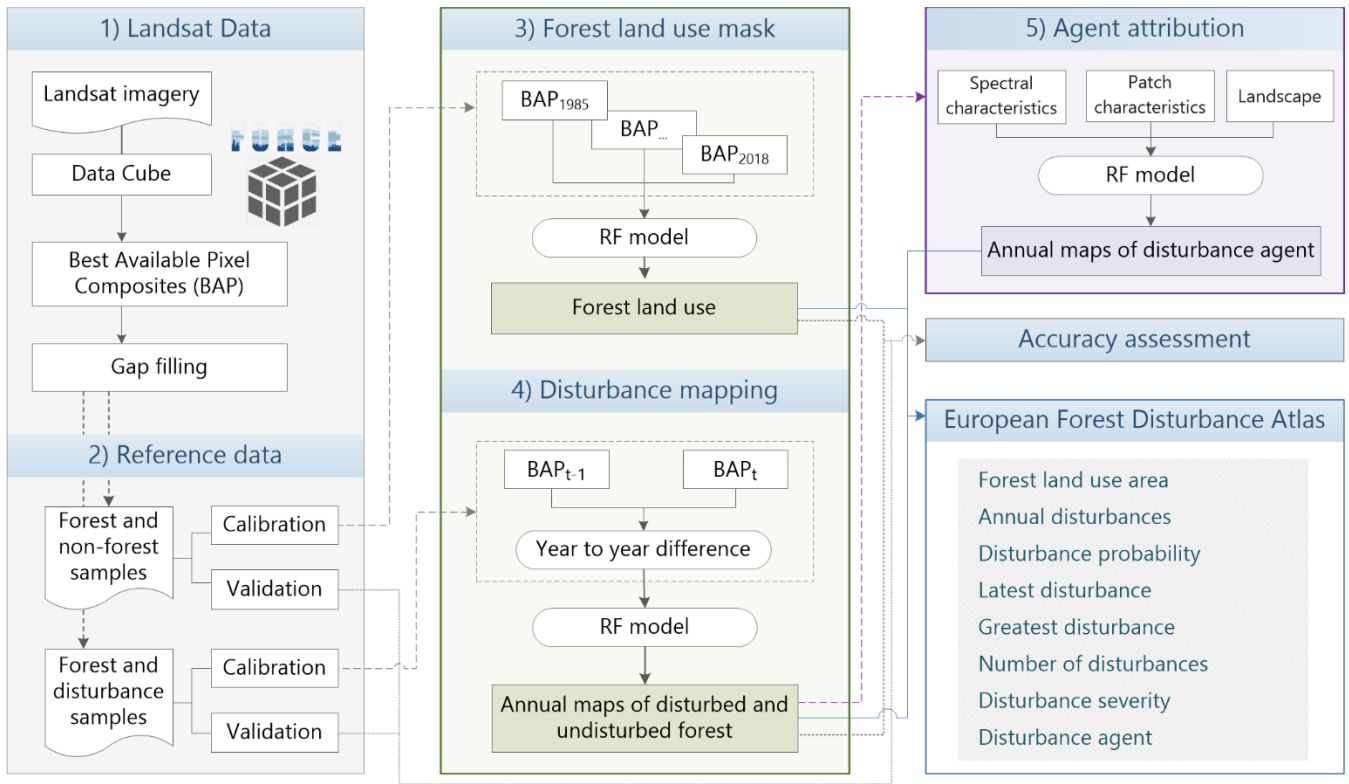 1) Landsat Data
Landsat imagery
FORCE
Data Cube
Best Available Pixel
Composites (BAP)
Gap filling
2) Reference data
Forest and
non-forest
samples
Calibration
Validation
Forest and
disturbance
samples
Calibration
Validation
3) Forest land use mask
BAP1985
BAP...
BAP2018
RF model
Forest land use
4) Disturbance mapping
BAPt-1
BAPt
Year to year difference
RF model
Annual maps of disturbed and
undisturbed forest
5) Agent attribution
Spectral
characteristics
Patch
characteristics
Landscape
RF model
Annual maps of disturbance agent
Accuracy assessment
European Forest Disturbance Atlas
Forest land use area
Annual disturbances
Disturbance probability
Latest disturbance
Greatest disturbance
Number of disturbances
Disturbance severity
Disturbance agent